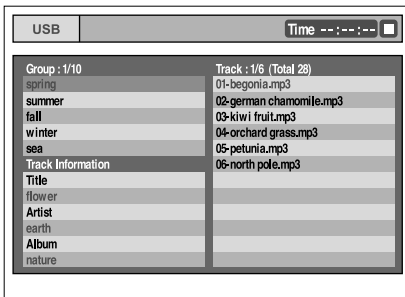 USB
Time --:--:--
Group : 1/10
spring
summer
fall
winter
sea
Track Information
Title
flower
Artist
earth
Album
nature
Track : 1/6 (Total 28)
01-begonia.mp3
02-german chamomile.mp3
03-kiwi fruit.mp3
04-orchard grass.mp3
05-petunia.mp3
06-north pole.mp3